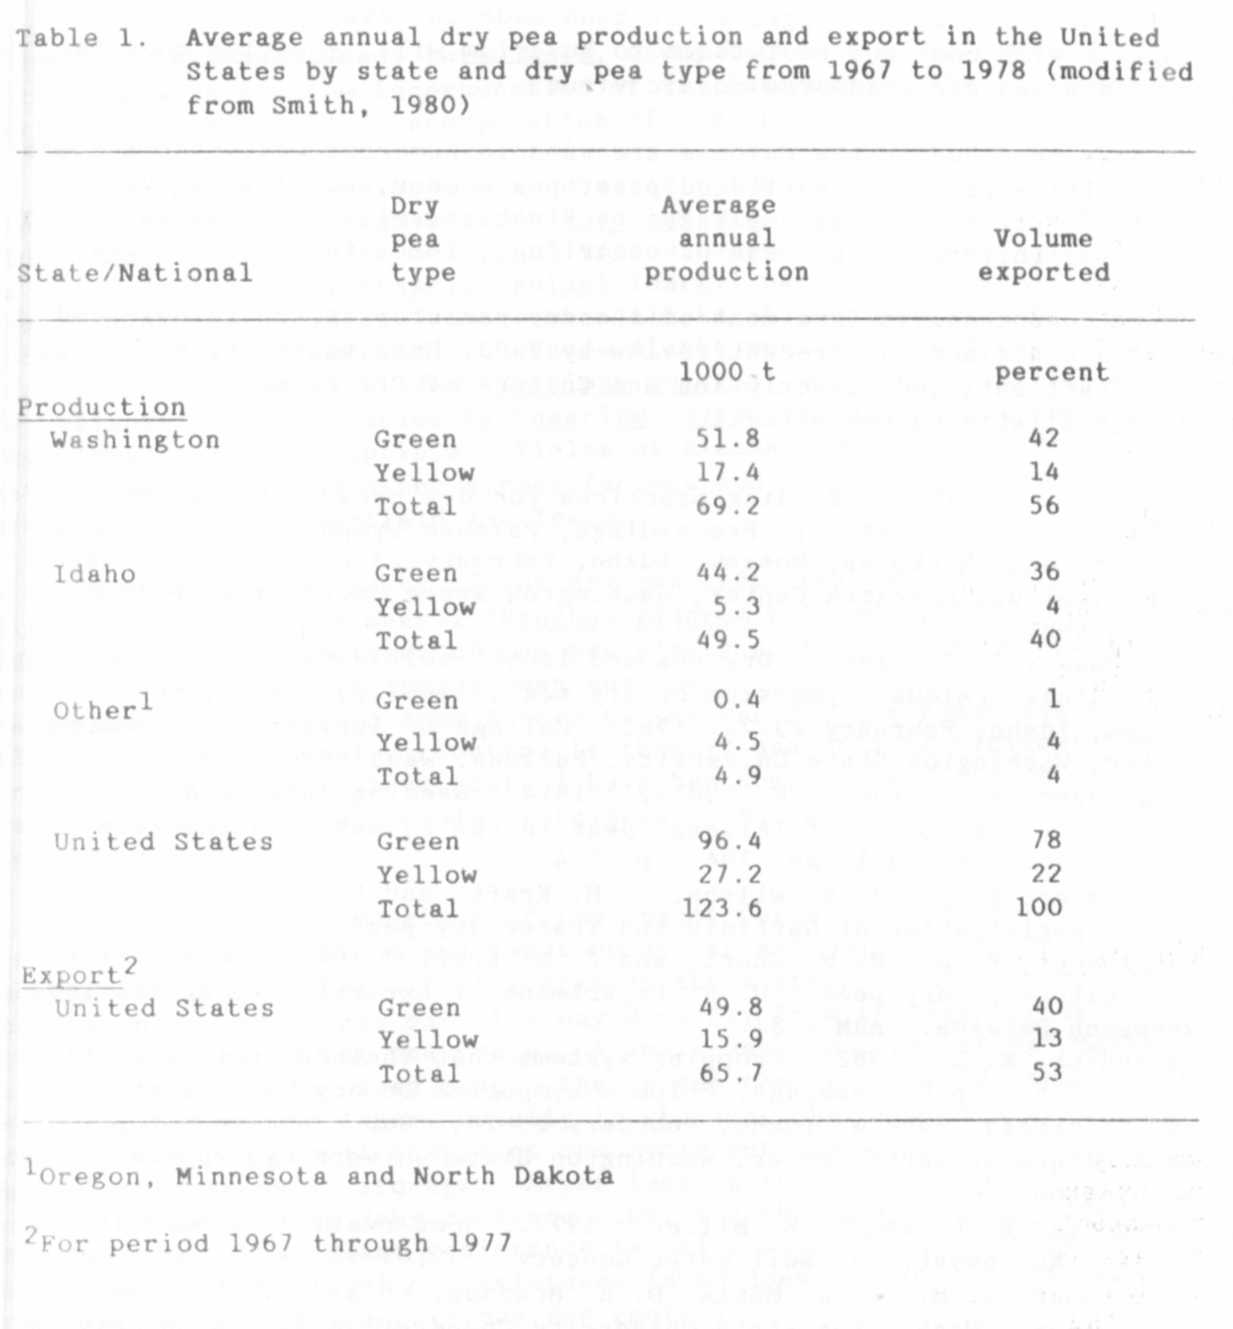 Table 1. Average annual dry pea production and export in the United
States by state and dry pea type from 1967 to 1978 (modified
from Smith, 1980)
Dry Average
pea annual Volume
State/National type production exported
1000 t percent
Production
Washington Green 51.8 42
Yellow 17.4 14
Total 69.2 56
Idaho Green 44.2 36
Yellow 5.3 4
Total 49.5 40
Other1 Green 0.4 1
Yellow 4.5 4
Total 4.9 4
United States Green 96.4 78
Yellow 27.2 22
Total 123.6 100
Export2
United States Green 49.8 40
Yellow 15.9 13
Total 65.7 53
1Oregon, Minnesota and North Dakota
2For period 1967 through 1977